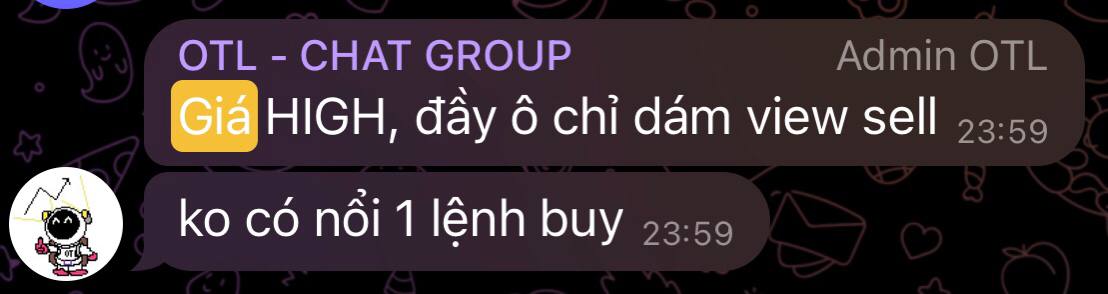 OTL - CHAT GROUP Admin OTL
Giá HIGH, đầy ô chỉ dám view sell 23:59
ko có nổi 1 lệnh buy 23:59